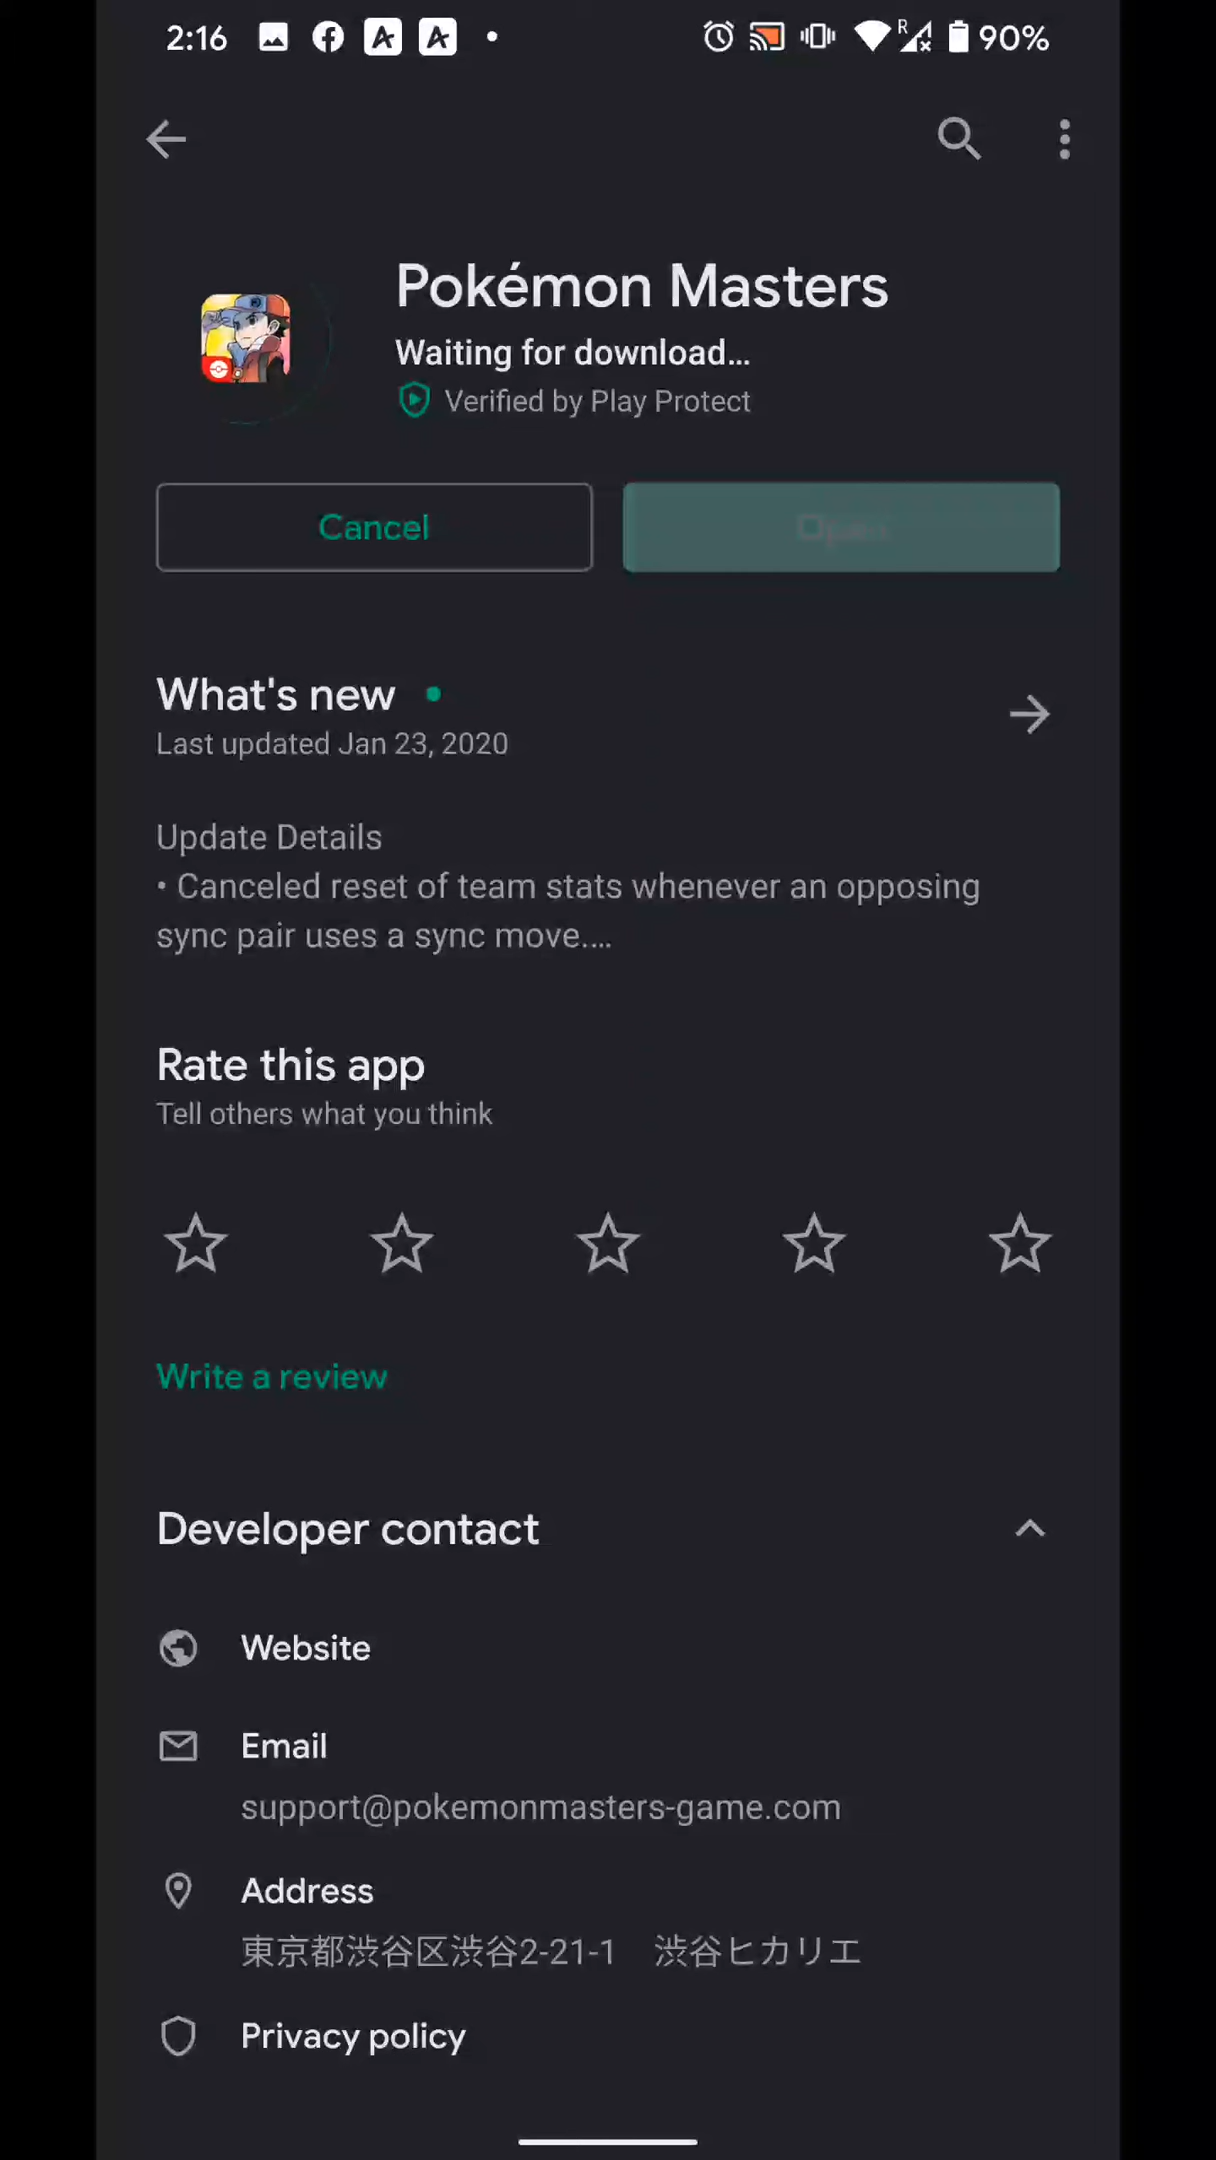 2:16
R
90%
Pokémon Masters
Waiting for download...
Verified by Play Protect
Cancel
Open
What's new
Last updated Jan 23, 2020
Update Details
• Canceled reset of team stats whenever an opposing
sync pair uses a sync move....
Rate this app
Tell others what you think
Write a review
Developer contact
Website
Email
support@pokemonmasters-game.com
Address
東京都渋谷区渋谷2-21-1　渋谷ヒカリエ
Privacy policy